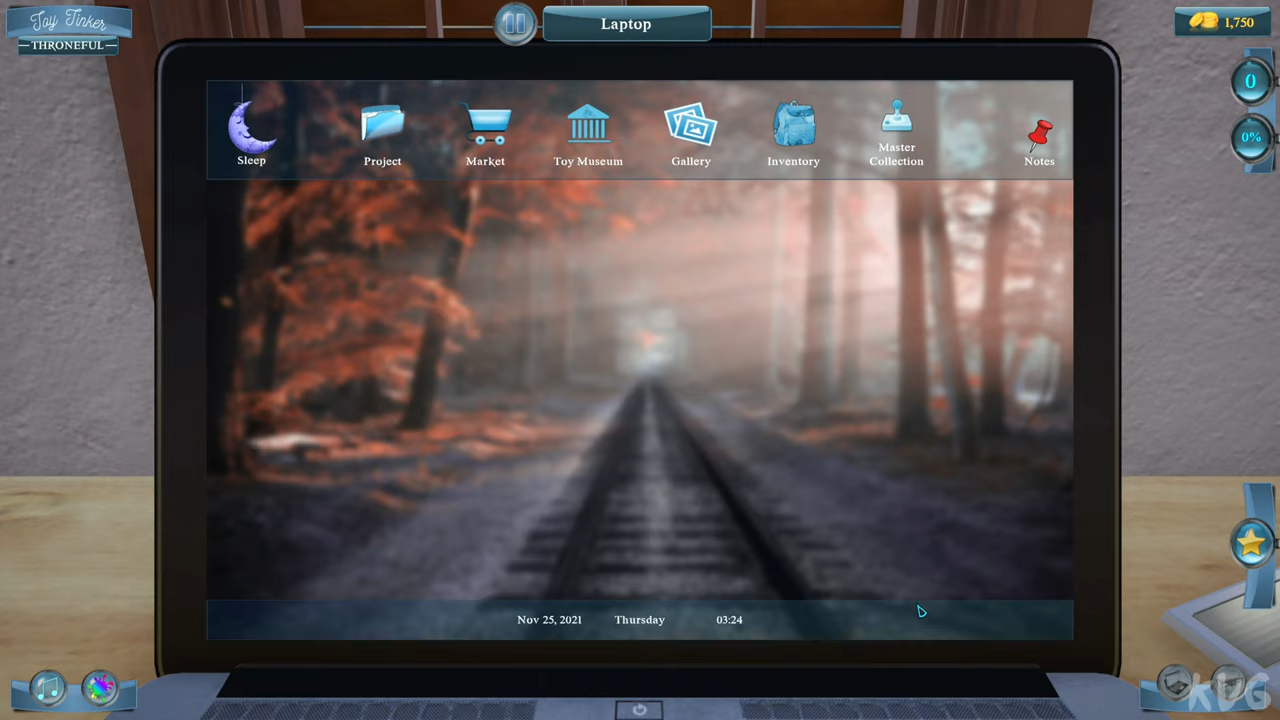 Toy Tinker
THRONEFUL
Laptop
1,750
0
0%
Sleep
Project
Market
Toy Museum
Gallery
Inventory
Master
Collection
Notes
Nov 25, 2021 Thursday 03:24
KVG